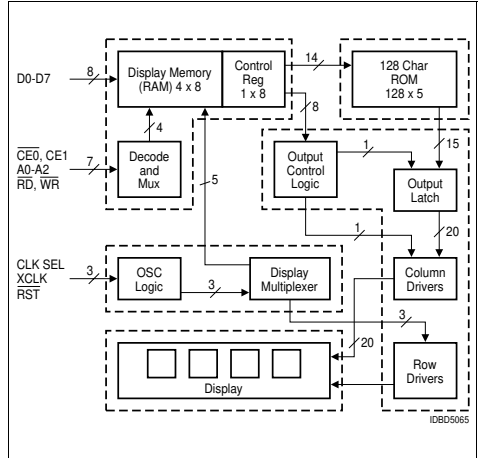 D0-D7
8
Display Memory
(RAM) 4 x 8
Control
Reg
1 x 8
14
128 Char
ROM
128 x 5
8
4
CE0, CE1
A0-A2
RD, WR
7
Decode
and
Mux
5
Output
Control
Logic
1
15
Output
Latch
1
20
CLK SEL
XCLK
RST
3
OSC
Logic
3
Display
Multiplexer
Column
Drivers
3
20
Display
Row
Drivers
IDBD5065